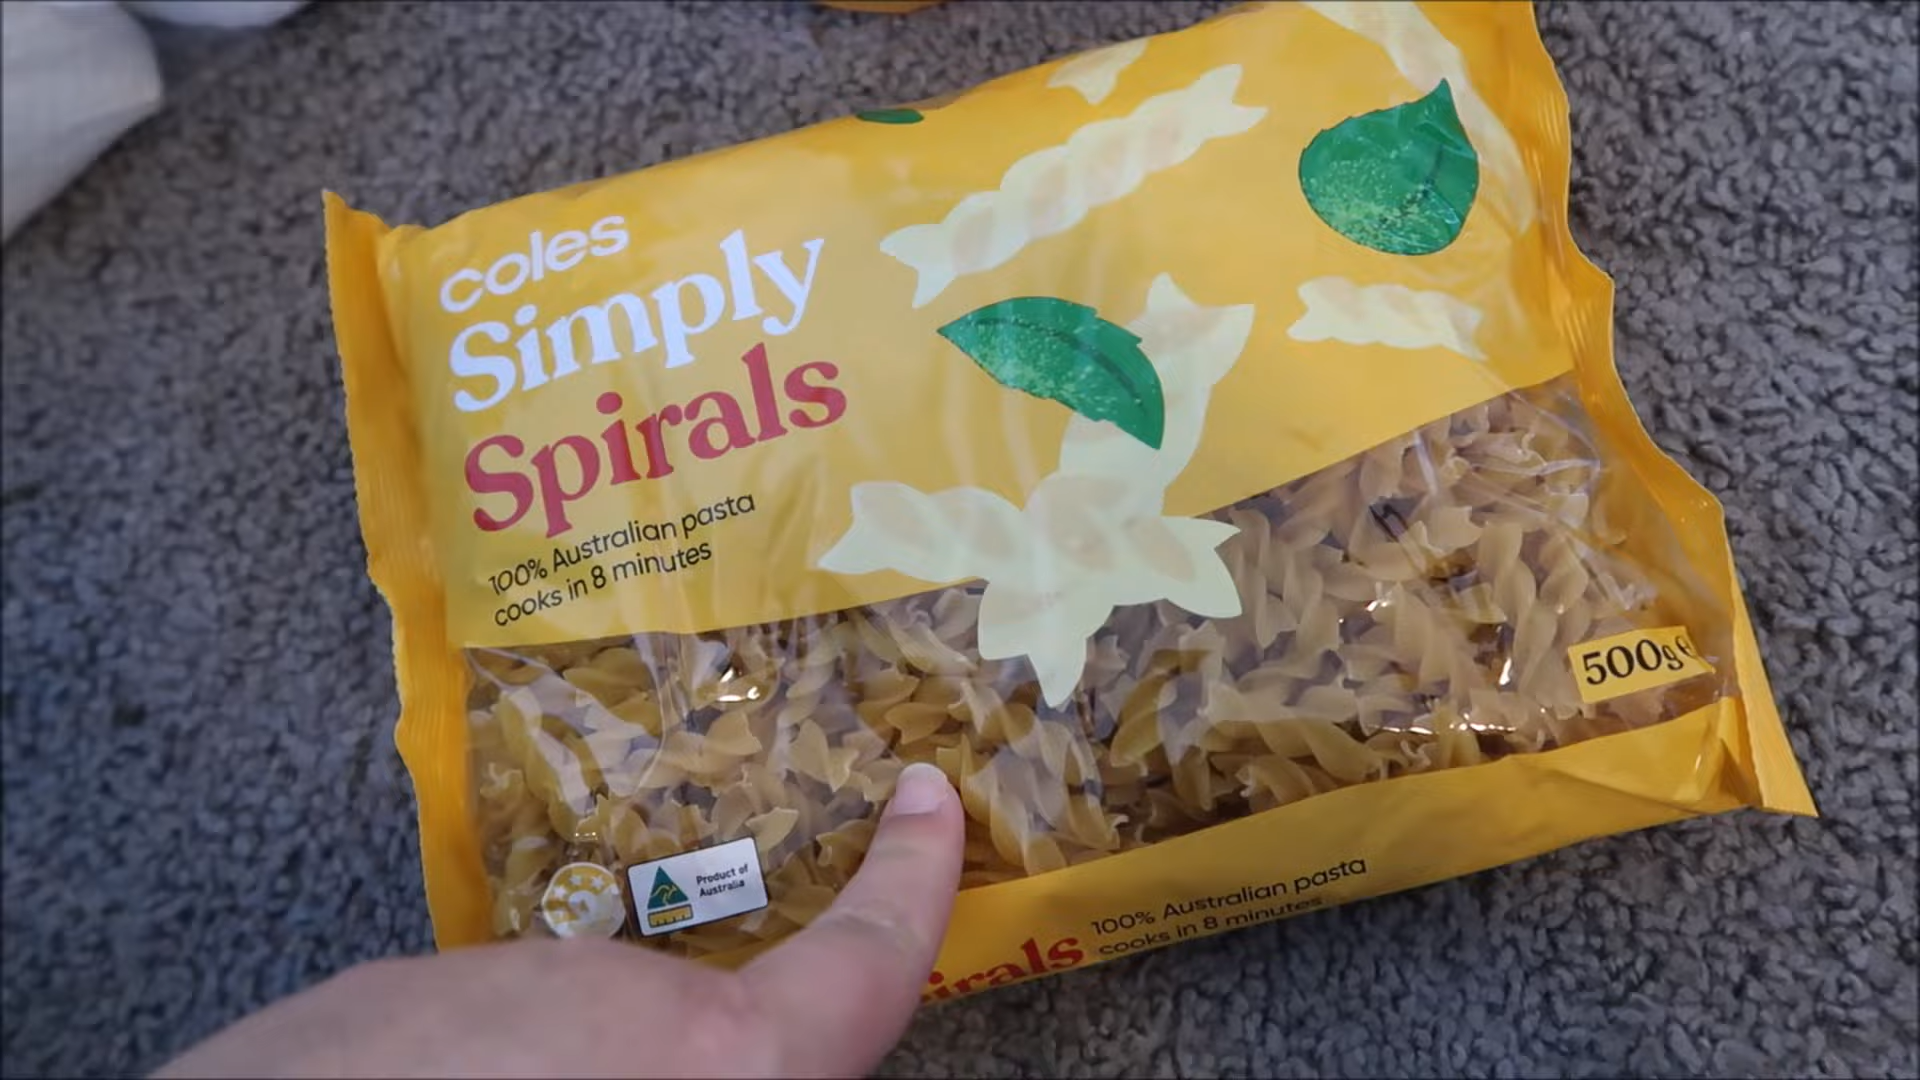 coles
Simply
Spirals
100% Australian pasta
cooks in 8 minutes
500g e
Product of
Australia
irals
100% Australian pasta
cooks in 8 minutes